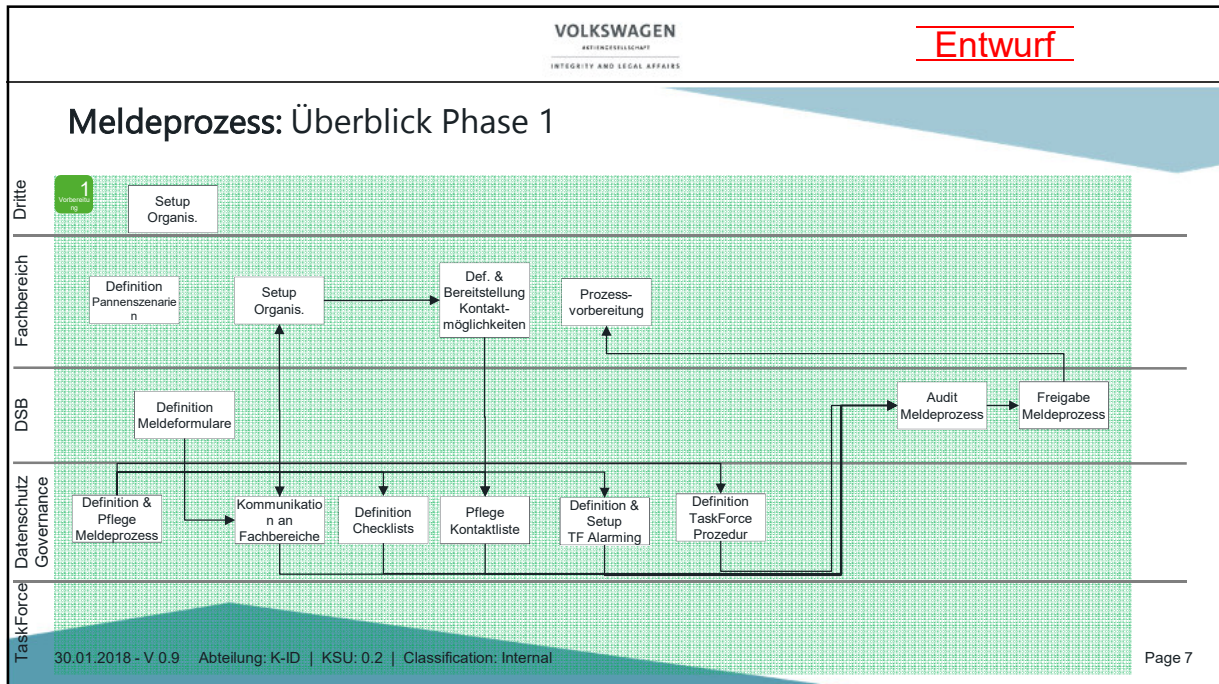 VOLKSWAGEN
AKTIENGESELLSCHAFT
INTEGRITY AND LEGAL AFFAIRS
Entwurf
Meldeprozess: Überblick Phase 1
Dritte
1
Vorbereitu
ng
Setup
Organis.
Fachbereich
Definition
Pannenszenarie
n
Setup
Organis.
Def. &
Bereitstellung
Kontakt-
möglichkeiten
Prozess-
vorbereitung
DSB
Definition
Meldeformulare
Audit
Meldeprozess
Freigabe
Meldeprozess
Datenschutz
Governance
Definition &
Pflege
Meldeprozess
Kommunikatio
n an
Fachbereiche
Definition
Checklists
Pflege
Kontaktliste
Definition &
Setup
TF Alarming
Definition
TaskForce
Prozedur
TaskForce
30.01.2018 - V 0.9 Abteilung: K-ID | KSU: 0.2 | Classification: Internal
Page 7